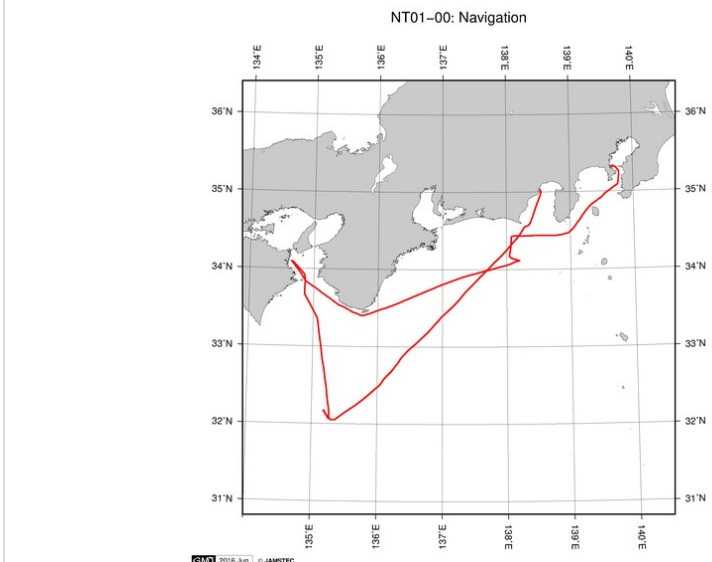 NT01−00: Navigation
134˚E 135˚E 136˚E 137˚E 138˚E 139˚E 140˚E
36˚N 36˚N
35˚N 35˚N
34˚N 34˚N
33˚N 33˚N
32˚N 32˚N
31˚N 31˚N
135˚E 136˚E 137˚E 138˚E 139˚E 140˚E
GMD 2016 Jun © JAMSTEC